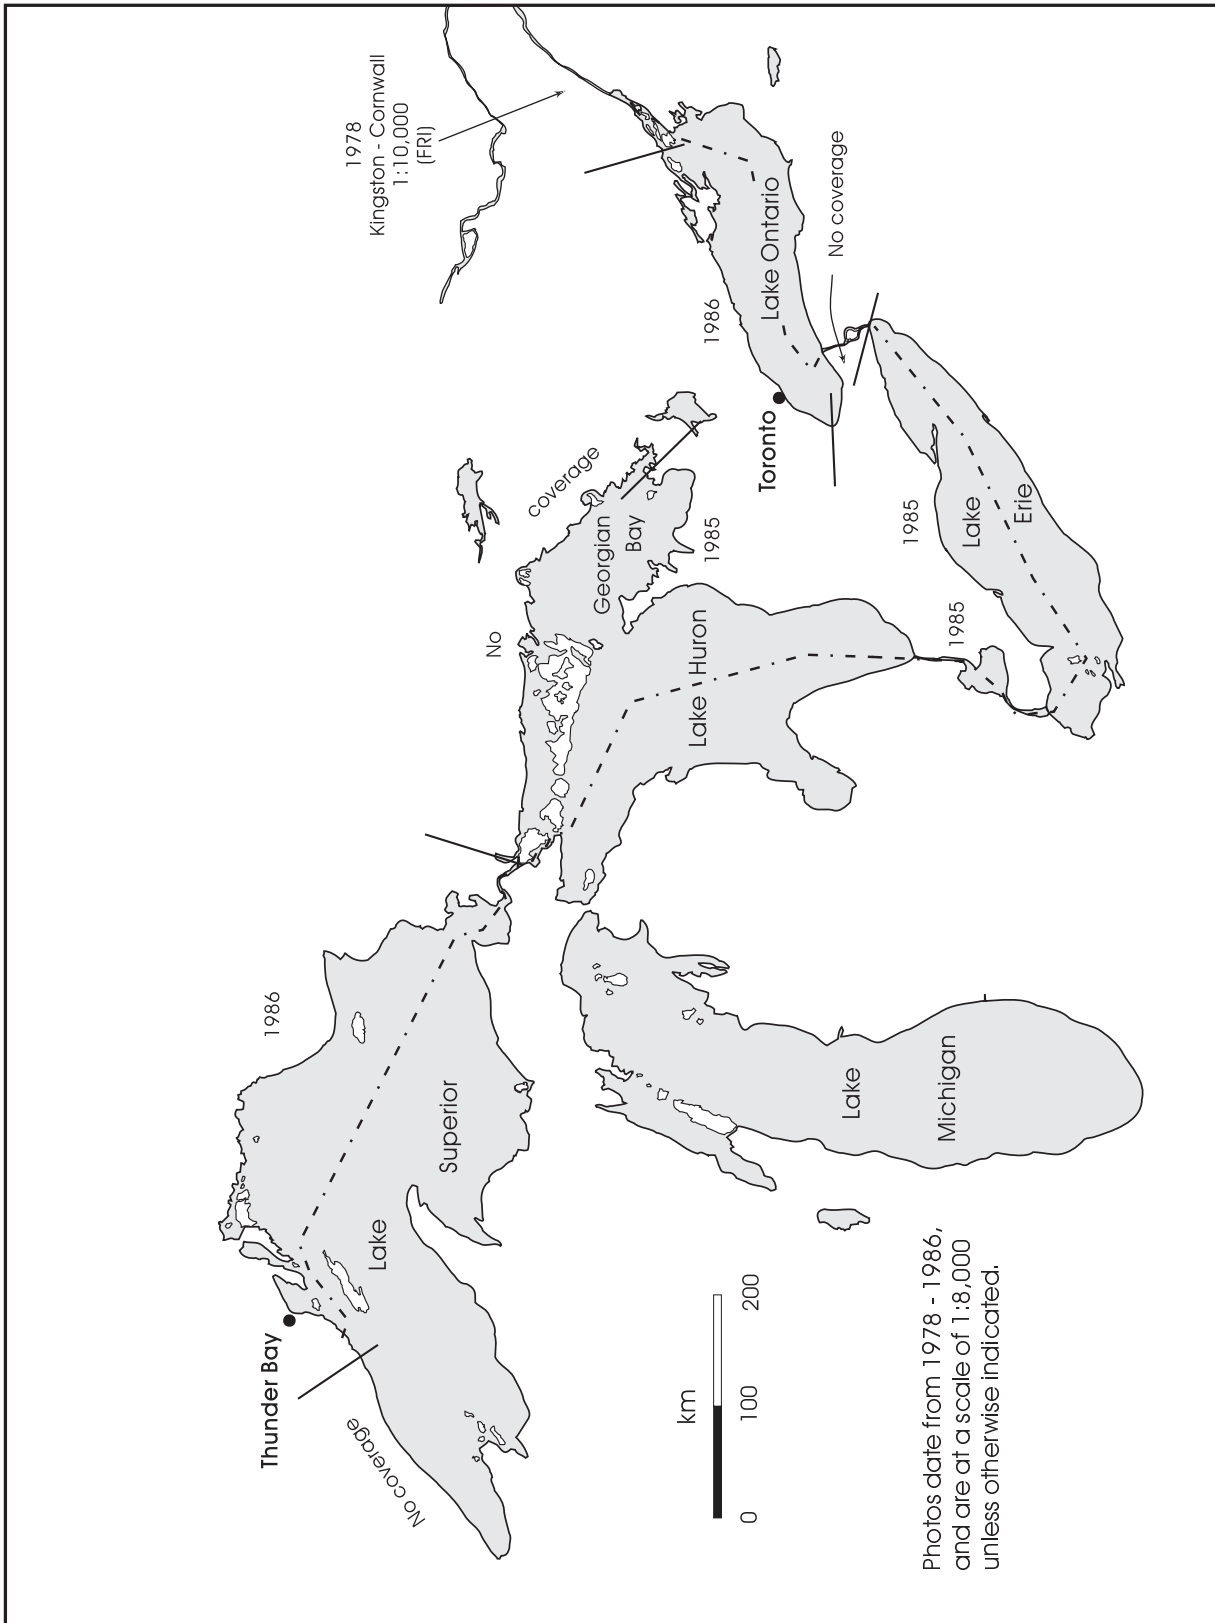 1978
Kingston - Cornwall
1:10,000
(FRI)
No coverage
Lake Ontario
1986
Toronto
coverage
Georgian
Bay
1985
No
Lake Huron
1985
1985
Lake
Erie
1986
Lake
Superior
Lake
Michigan
Thunder Bay
No coverage
km
0 100 200
Photos date from 1978 - 1986,
and are at a scale of 1:8,000
unless otherwise indicated.